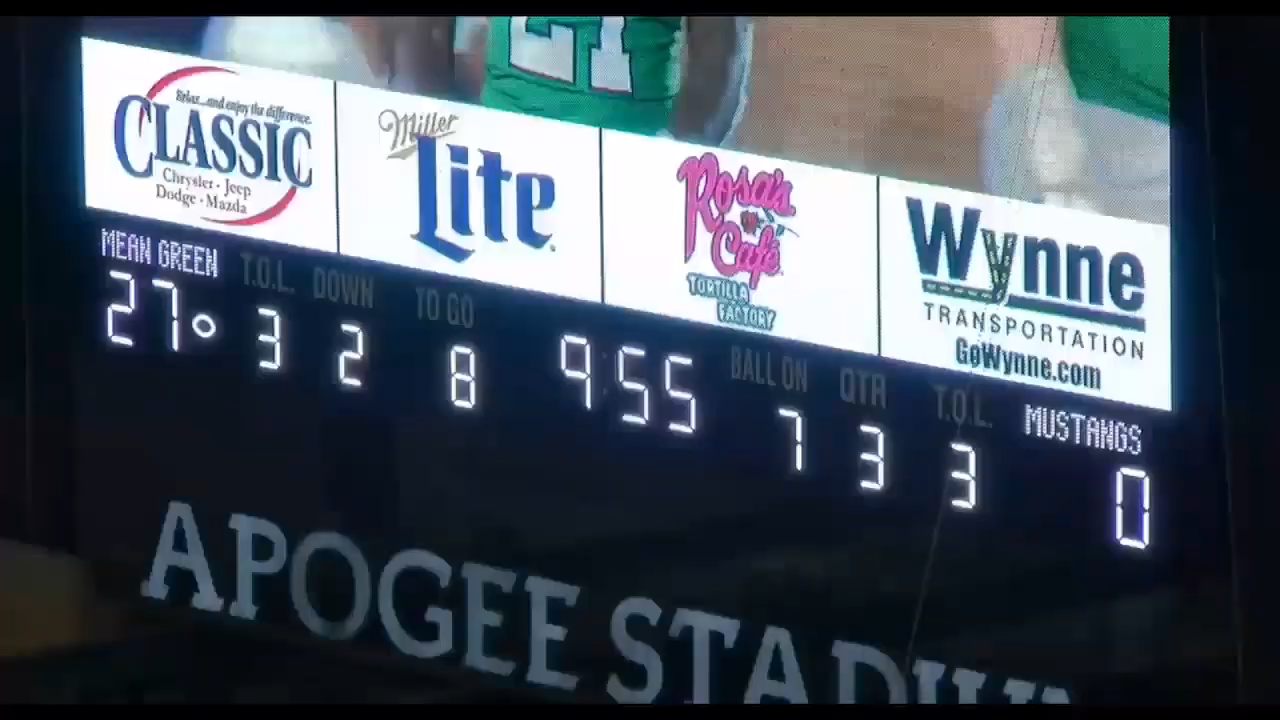 21
Relax...and enjoy the difference.
CLASSIC
Chrysler · Jeep
Dodge · Mazda
Miller
Lite
Rosa's
Café
TORTILLA
FACTORY
Wynne
TRANSPORTATION
GoWynne.com
MEAN GREEN T.O.L. DOWN TO GO BALL ON QTR T.O.L. MUSTANGS
27 3 2 8 9:55 7 3 3 0
APOGEE STADIUM